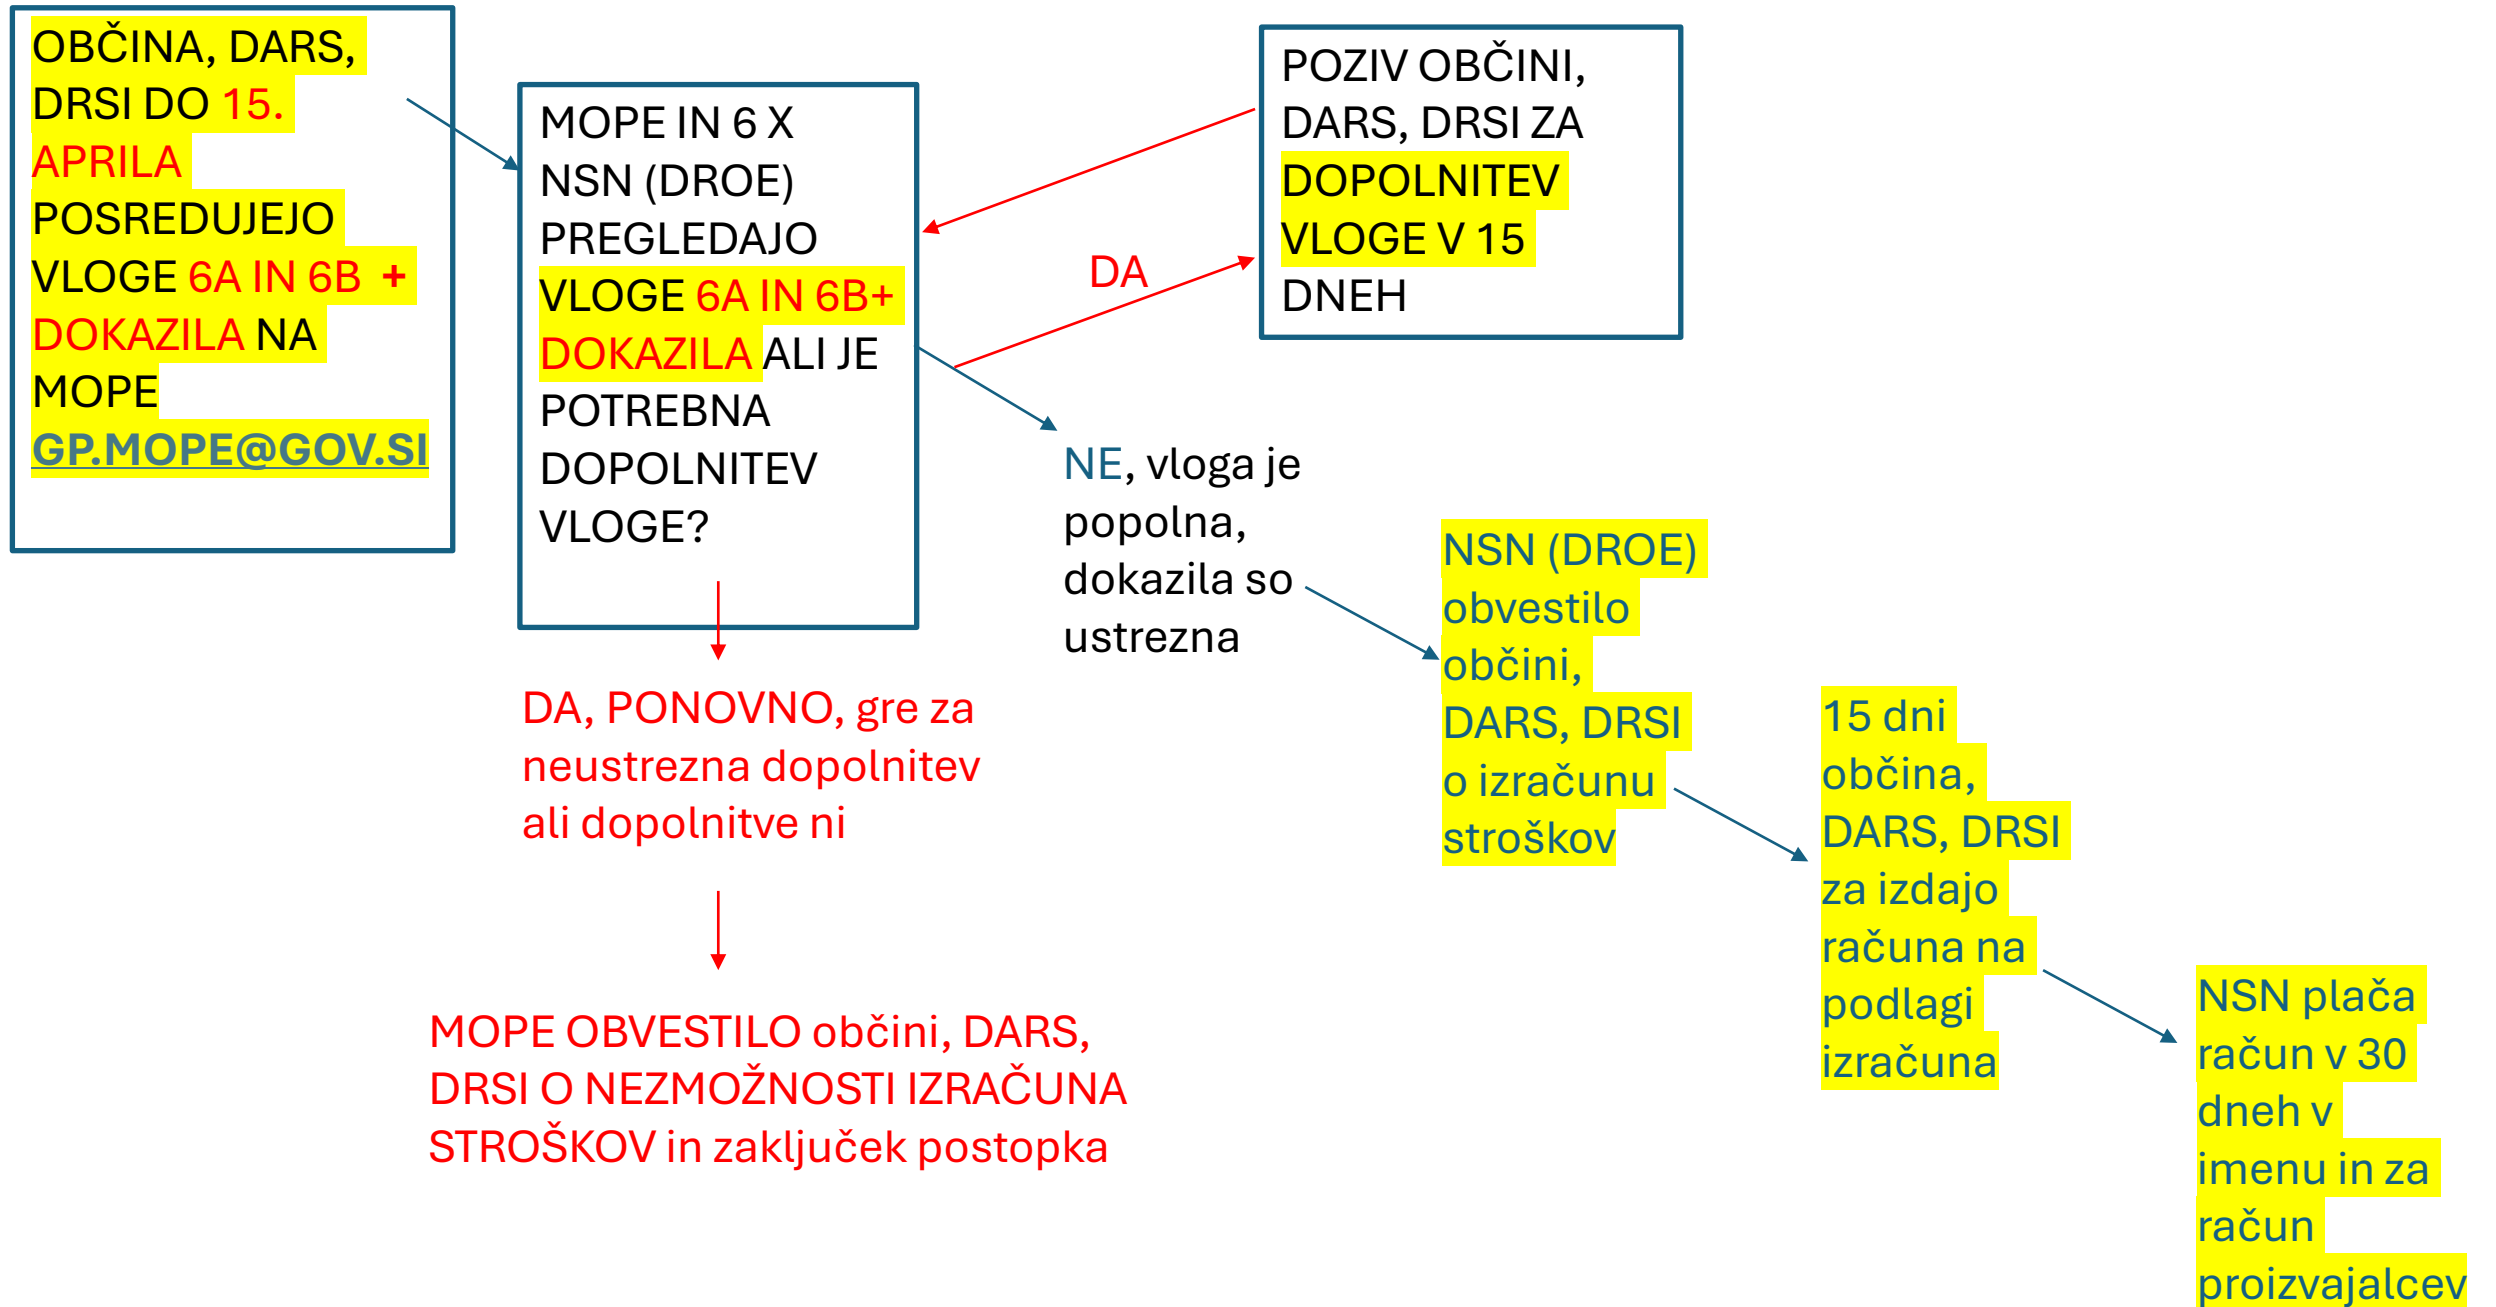 OBČINA, DARS,
DRSI DO 15.
APRILA
POSREDUJEJO
VLOGE 6A IN 6B +
DOKAZILA NA
MOPE
GP.MOPE@GOV.SI
MOPE IN 6 X
NSN (DROE)
PREGLEDAJO
VLOGE 6A IN 6B+
DOKAZILA ALI JE
POTREBNA
DOPOLNITEV
VLOGE?
DA
POZIV OBČINI,
DARS, DRSI ZA
DOPOLNITEV
VLOGE V 15
DNEH
NE, vloga je
popolna,
dokazila so
ustrezna
DA, PONOVNO, gre za
neustrezna dopolnitev
ali dopolnitve ni
MOPE OBVESTILO občini, DARS,
DRSI O NEZMOŽNOSTI IZRAČUNA
STROŠKOV in zaključek postopka
NSN (DROE)
obvestilo
občini,
DARS, DRSI
o izračunu
stroškov
15 dni
občina,
DARS, DRSI
za izdajo
računa na
podlagi
izračuna
NSN plača
račun v 30
dneh v
imenu in za
račun
proizvajalcev